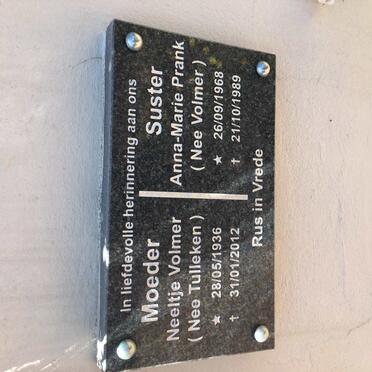 In liefdevolle herinnering aan ons
Moeder
Neeltje Volmer
( Nee Tulleken )
★ 28/05/1936
† 31/01/2012
Suster
Anna-Marie Prank
( Nee Volmer )
★ 26/09/1968
† 21/10/1989
Rus in Vrede